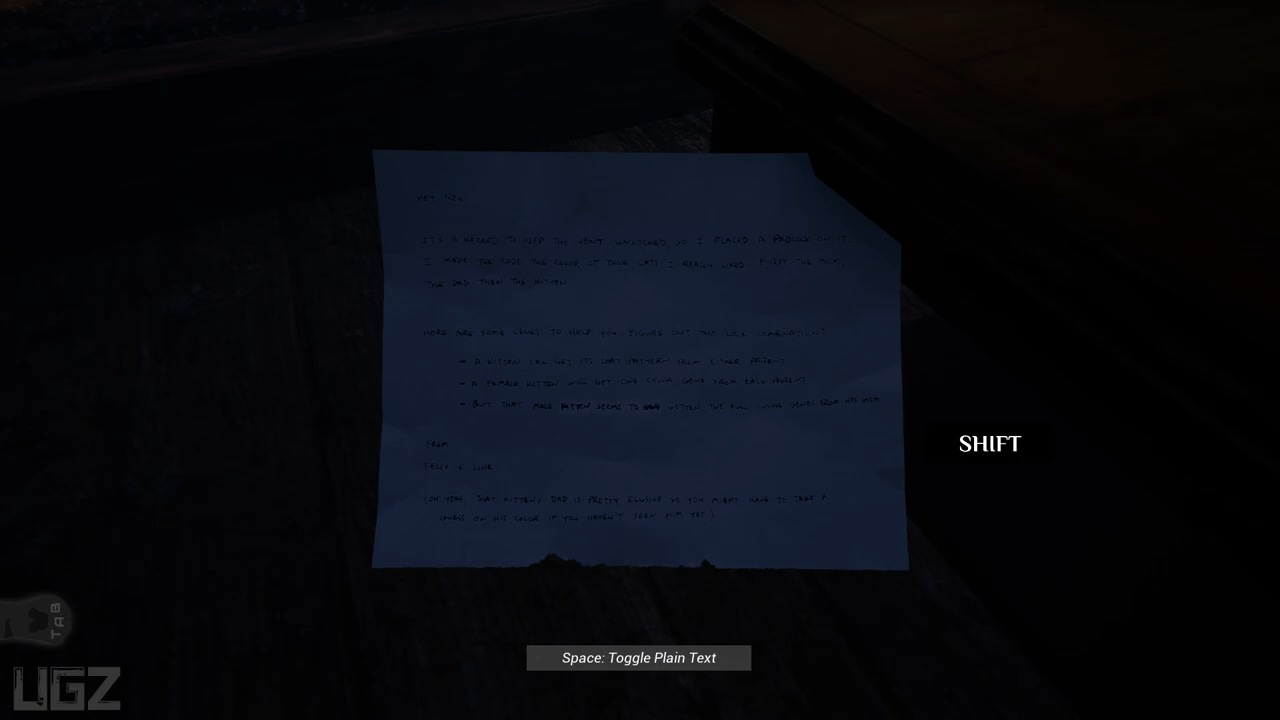 HEY REX,
IT'S A HAZARD TO KEEP THE VENT UNLOCKED, SO I PLACED A PADLOCK ON IT.
I MADE THE CODE THE COLOR OF THOSE CATS I REALLY LIKED. FIRST THE MOM,
THE DAD, THEN THE KITTEN.
HERE ARE SOME CLUES TO HELP YOU FIGURE OUT THE LOCK COMBINATION:
- A KITTEN CAN GET ITS COAT PATTERN FROM EITHER PARENT
- A FEMALE KITTEN WILL GET ONE COLOR GENE FROM EACH PARENT
- BUT THAT MALE KITTEN SEEMS TO HAVE GOTTEN THE FULL COLOR GENES FROM HIS
SHIFT
FROM
FELIX E. LINE
(OH YEAH, THAT KITTEN'S DAD IS PRETTY ELUSIVE SO YOU MIGHT HAVE TO TAKE A
GUESS ON HIS COLOR IF YOU HAVEN'T SEEN HIM YET)
TAB
Space: Toggle Plain Text
UGZ